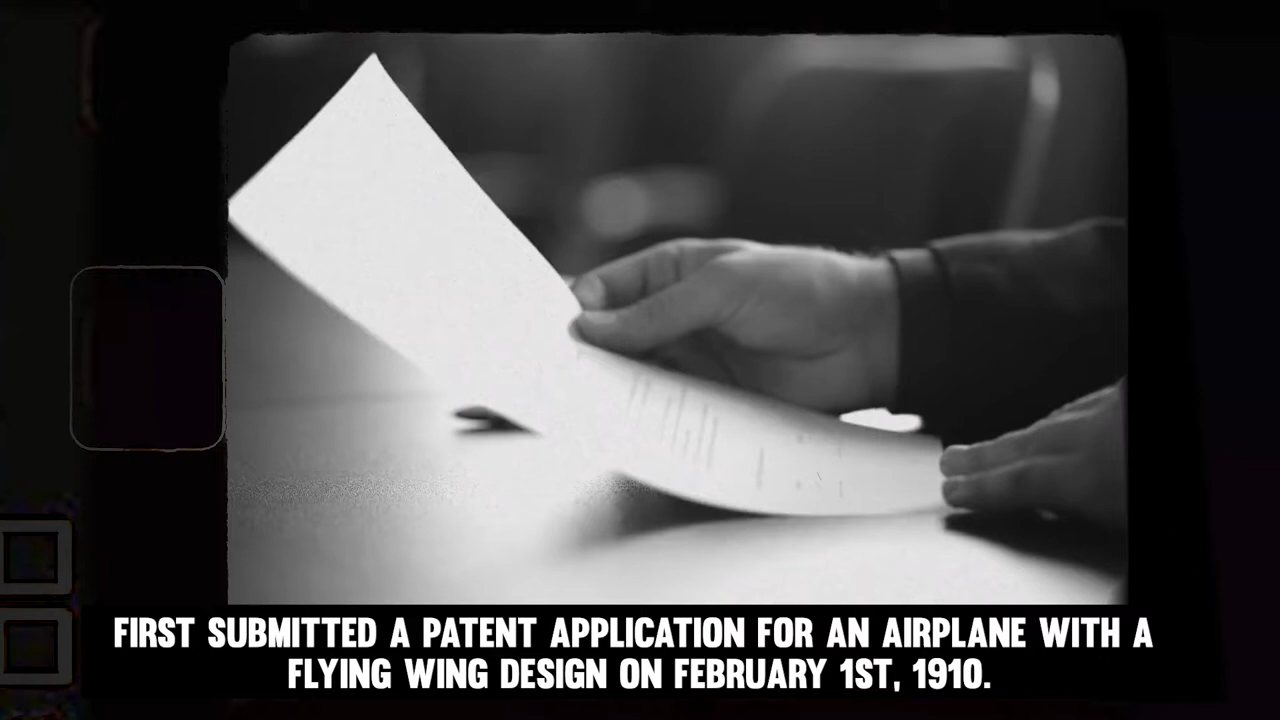 FIRST SUBMITTED A PATENT APPLICATION FOR AN AIRPLANE WITH A
FLYING WING DESIGN ON FEBRUARY 1ST, 1910.